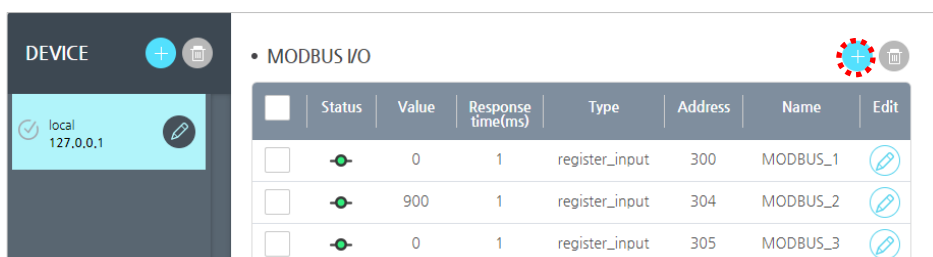 DEVICE
• MODBUS I/O
Status Value Response time(ms) Type Address Name Edit
local
127.0.0.1
0 1 register_input 300 MODBUS_1
900 1 register_input 304 MODBUS_2
0 1 register_input 305 MODBUS_3